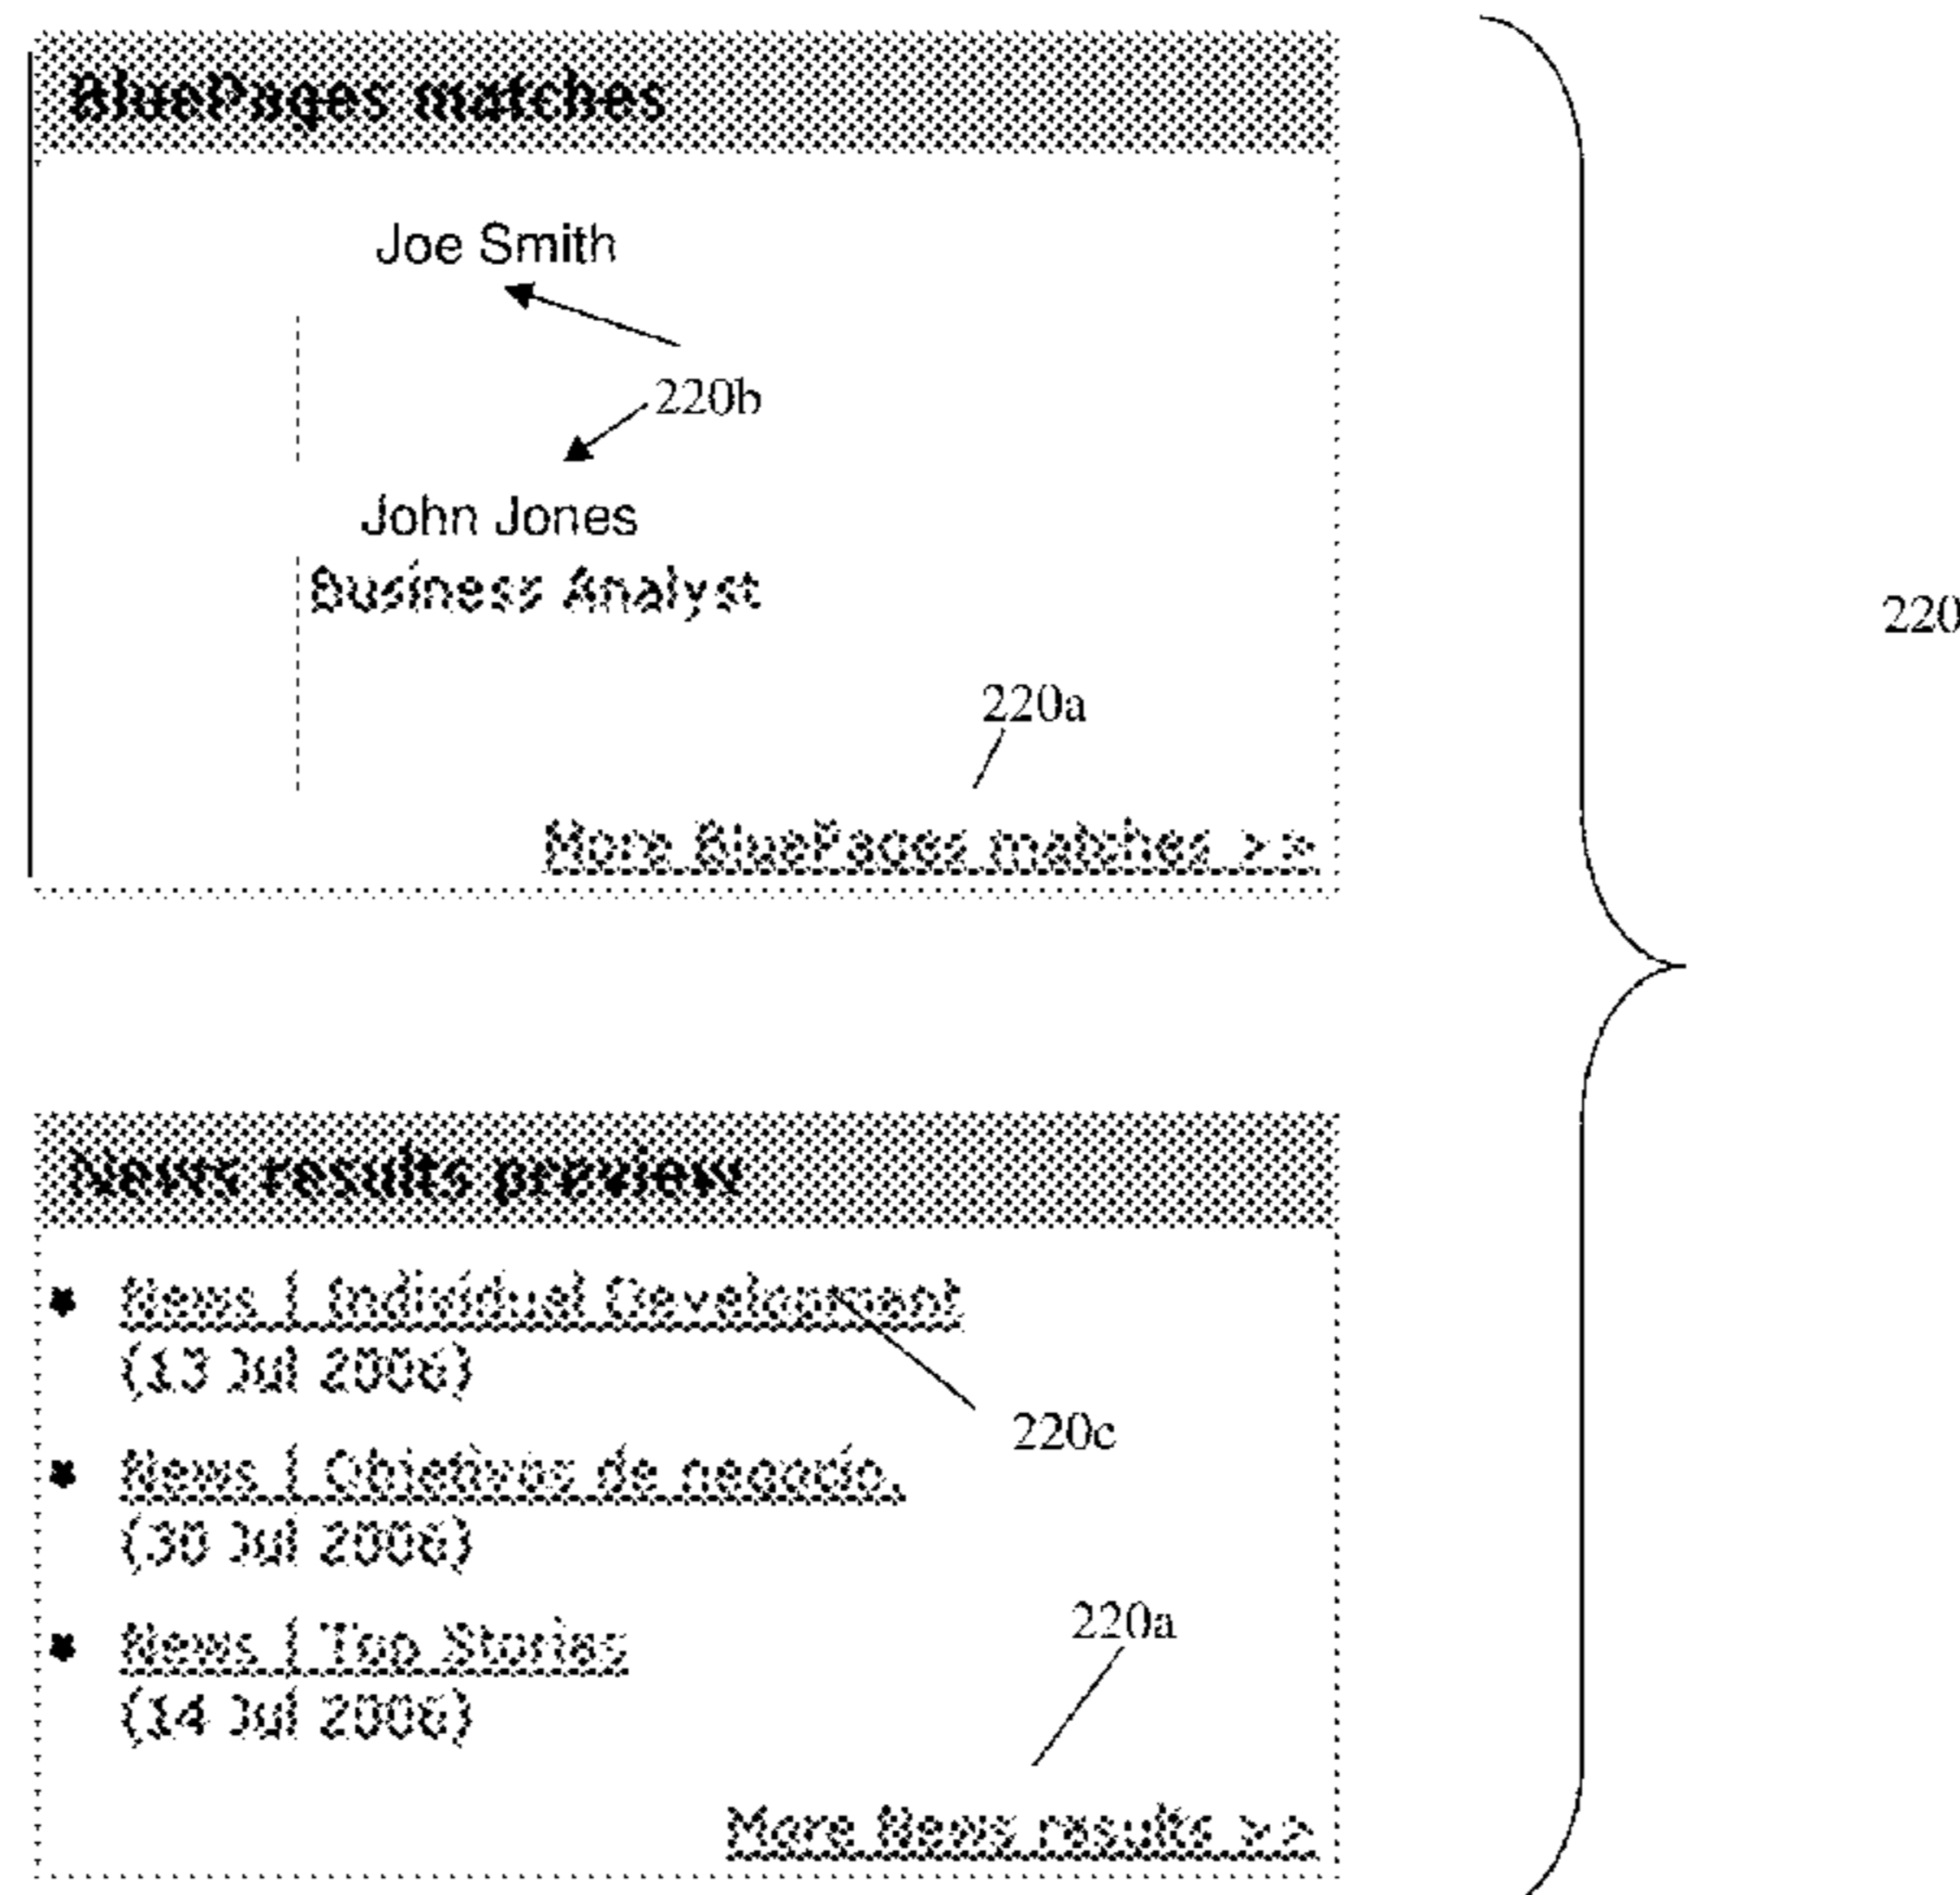 BluePages matches
Joe Smith
220b
John Jones
Business Analyst
220
220a
More BluePages matches >>
News results preview
News | Individual Development
(13 Jul 2006)
220c
News | Objetivos de negocio.
(30 Jul 2006)
220a
News | Top Stories
(14 Jul 2006)
More News results >>